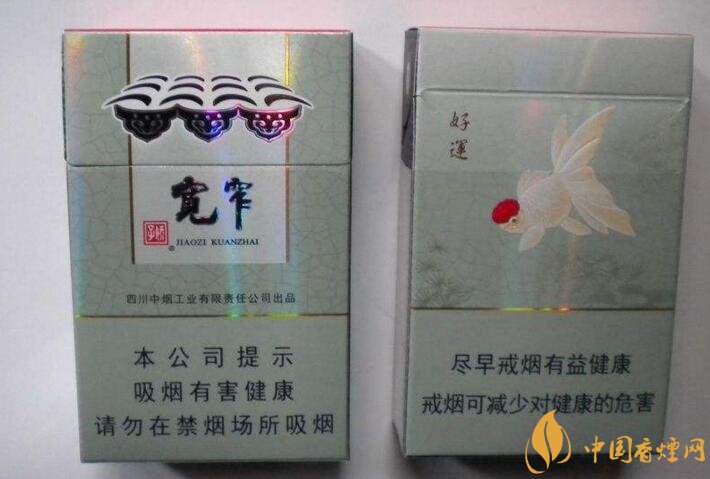 宽窄
娇子
®
JIAOZI KUANZHAI
四川中烟工业有限责任公司出品
本公司提示
吸烟有害健康
请勿在禁烟场所吸烟
好運
尽早戒烟有益健康
戒烟可减少对健康的危害
中国香烟网